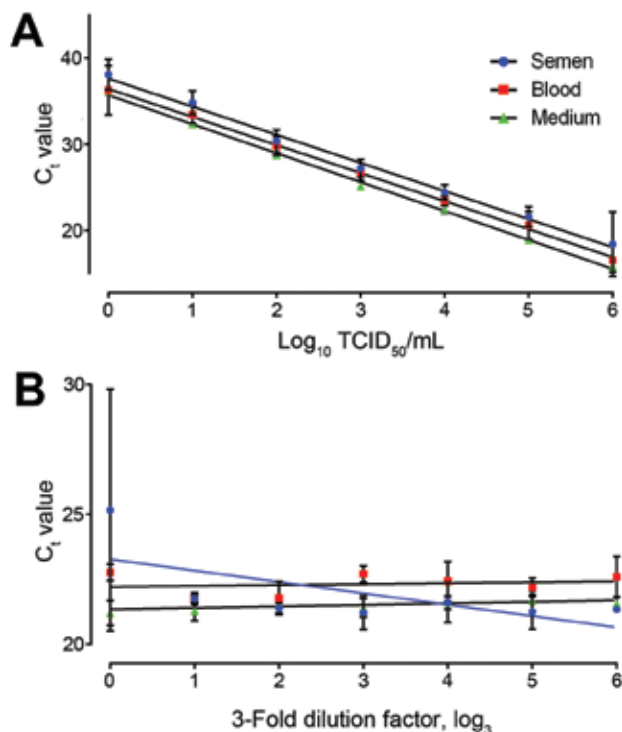 A
40
30
20
Ct value
Semen
Blood
Medium
0 1 2 3 4 5 6
Log10 TCID50/mL
B
30
25
20
Ct value
0 1 2 3 4 5 6
3-Fold dilution factor, log3